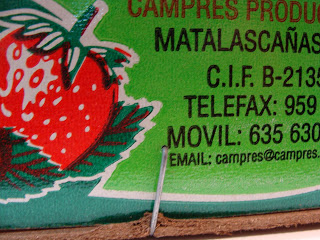 CAMPRES PRODUC
MATALASCAÑAS
C.I.F. B-2135
TELEFAX: 959
MOVIL: 635 630
EMAIL: campres@campres.